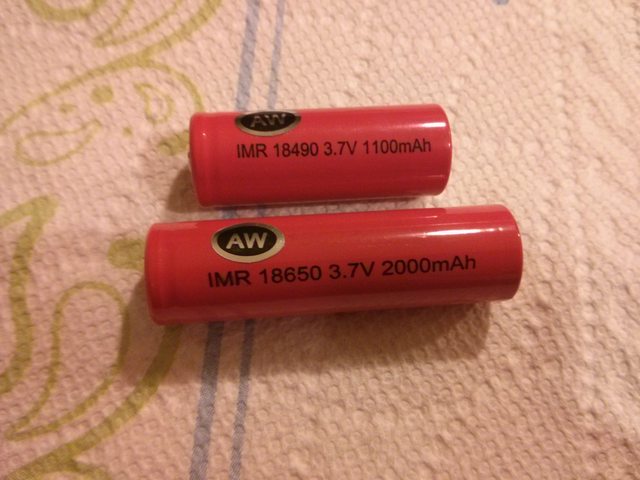 AW
IMR 18490 3.7V 1100mAh
AW
IMR 18650 3.7V 2000mAh